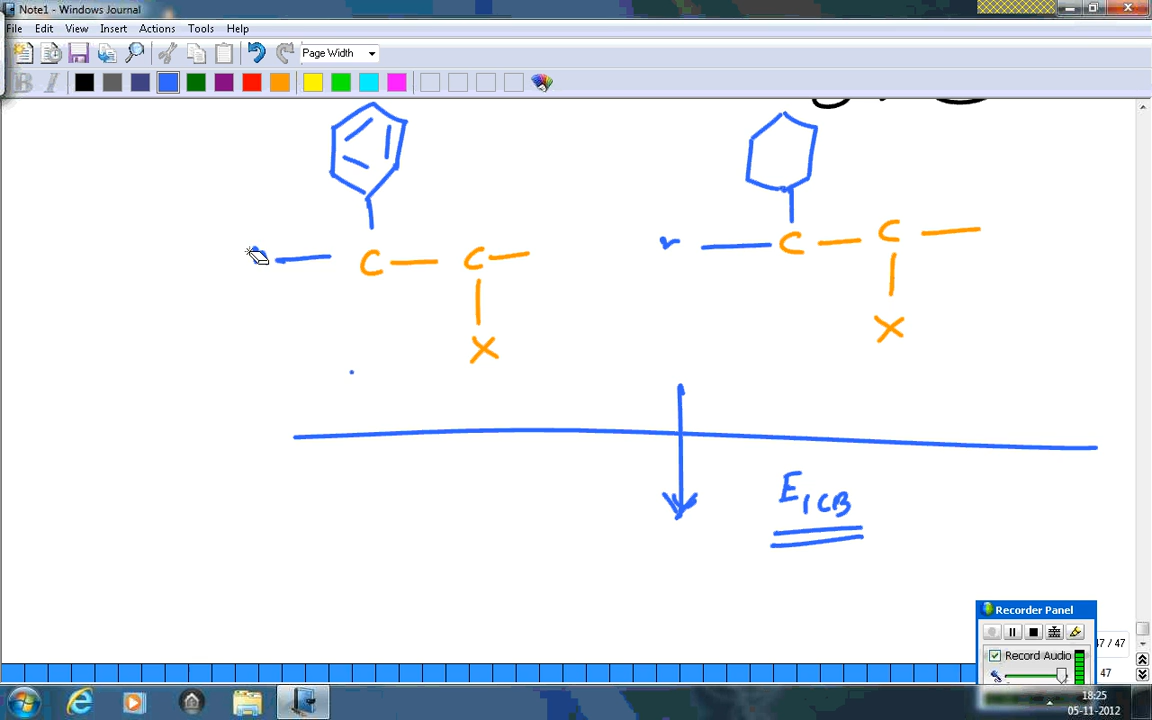 Note1 - Windows Journal
File Edit View Insert Actions Tools Help
Page Width
B I
C — C —
X
r — C — C —
X
E1CB
Recorder Panel
Record Audio
47 / 47
47
18:25
05-11-2012